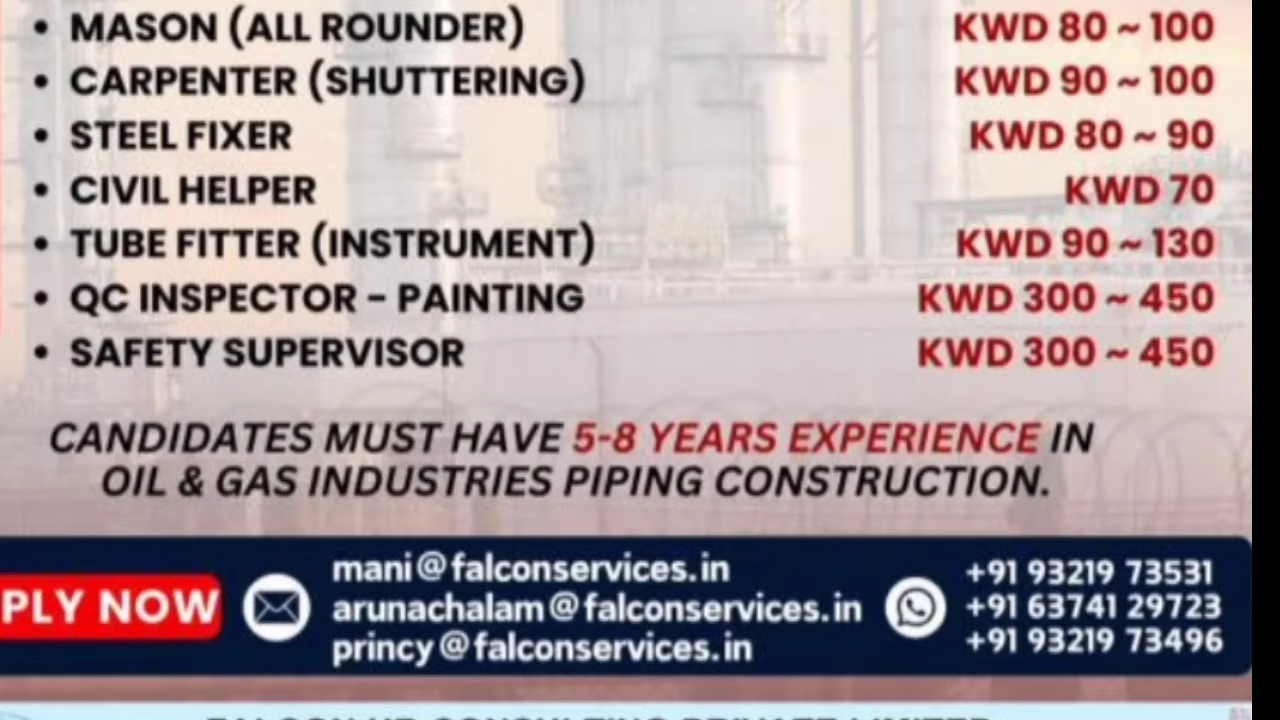 • MASON (ALL ROUNDER) KWD 80 ~ 100
• CARPENTER (SHUTTERING) KWD 90 ~ 100
• STEEL FIXER KWD 80 ~ 90
• CIVIL HELPER KWD 70
• TUBE FITTER (INSTRUMENT) KWD 90 ~ 130
• QC INSPECTOR - PAINTING KWD 300 ~ 450
• SAFETY SUPERVISOR KWD 300 ~ 450
CANDIDATES MUST HAVE 5-8 YEARS EXPERIENCE IN
OIL & GAS INDUSTRIES PIPING CONSTRUCTION.
PLY NOW
mani@falconservices.in
arunachalam@falconservices.in
princy@falconservices.in
+91 93219 73531
+91 63741 29723
+91 93219 73496